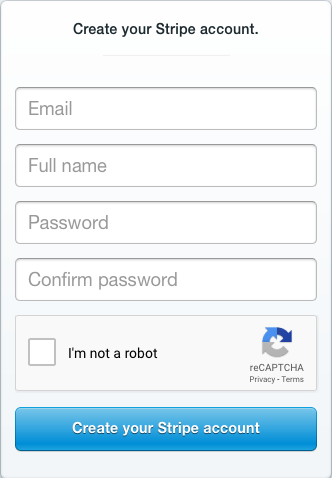 Create your Stripe account.
Email
Full name
Password
Confirm password
I'm not a robot
reCAPTCHA
Privacy - Terms
Create your Stripe account